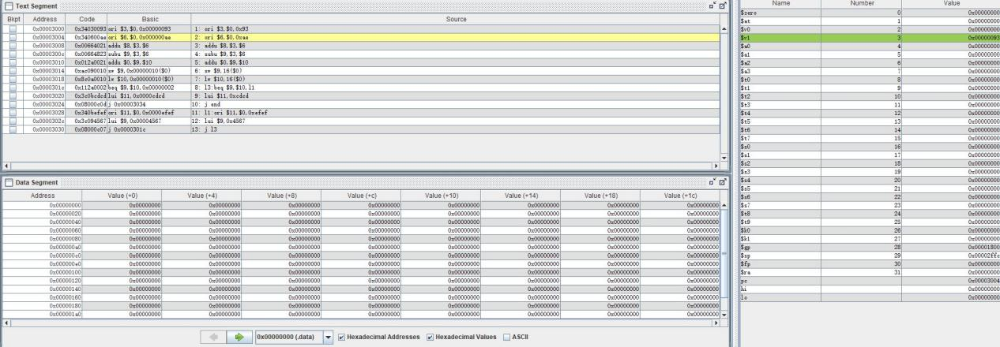 Text Segment
Bkpt Address Code Basic Source
0x00003000 0x34030093 ori $3,$0,0x00000093 1: ori $3,$0,0x93
0x00003004 0x340600ae ori $6,$0,0x000000ae 2: ori $6,$0,0xae
0x00003008 0x00664021 addu $8,$3,$6 3: addu $8,$3,$6
0x0000300c 0x00664823 subu $9,$3,$6 4: subu $9,$3,$6
0x00003010 0x012a0021 addu $0,$9,$10 5: addu $0,$9,$10
0x00003014 0xac090010 sw $9,0x00000010($0) 6: sw $9,16($0)
0x00003018 0x8c0a0010 lw $10,0x00000010($0) 7: lw $10,16($0)
0x0000301c 0x112a0002 beq $9,$10,0x00000002 8: l3:beq $9,$10,l1
0x00003020 0x3c0bcdcd lui $11,0x0000cdcd 9: lui $11,0xcdcd
0x00003024 0x08000c0d j 0x00003034 10: j end
0x00003028 0x340befef ori $11,$0,0x0000efef 11: l1:ori $11,$0,0xefef
0x0000302c 0x3c094567 lui $9,0x00004567 12: lui $9,0x4567
0x00003030 0x08000c07 j 0x0000301c 13: j l3
Data Segment
Address Value (+0) Value (+4) Value (+8) Value (+c) Value (+10) Value (+14) Value (+18) Value (+1c)
0x00000000 0x00000000 0x00000000 0x00000000 0x00000000 0x00000000 0x00000000 0x00000000 0x00000000
0x00000020 0x00000000 0x00000000 0x00000000 0x00000000 0x00000000 0x00000000 0x00000000 0x00000000
0x00000040 0x00000000 0x00000000 0x00000000 0x00000000 0x00000000 0x00000000 0x00000000 0x00000000
0x00000060 0x00000000 0x00000000 0x00000000 0x00000000 0x00000000 0x00000000 0x00000000 0x00000000
0x00000080 0x00000000 0x00000000 0x00000000 0x00000000 0x00000000 0x00000000 0x00000000 0x00000000
0x000000a0 0x00000000 0x00000000 0x00000000 0x00000000 0x00000000 0x00000000 0x00000000 0x00000000
0x000000c0 0x00000000 0x00000000 0x00000000 0x00000000 0x00000000 0x00000000 0x00000000 0x00000000
0x000000e0 0x00000000 0x00000000 0x00000000 0x00000000 0x00000000 0x00000000 0x00000000 0x00000000
0x00000100 0x00000000 0x00000000 0x00000000 0x00000000 0x00000000 0x00000000 0x00000000 0x00000000
0x00000120 0x00000000 0x00000000 0x00000000 0x00000000 0x00000000 0x00000000 0x00000000 0x00000000
0x00000140 0x00000000 0x00000000 0x00000000 0x00000000 0x00000000 0x00000000 0x00000000 0x00000000
0x00000160 0x00000000 0x00000000 0x00000000 0x00000000 0x00000000 0x00000000 0x00000000 0x00000000
0x00000180 0x00000000 0x00000000 0x00000000 0x00000000 0x00000000 0x00000000 0x00000000 0x00000000
0x000001a0 0x00000000 0x00000000 0x00000000 0x00000000 0x00000000 0x00000000 0x00000000 0x00000000
0x00000000 (.data) Hexadecimal Addresses Hexadecimal Values ASCII
Name Number Value
$zero 0 0x00000000
$at 1 0x00000000
$v0 2 0x00000000
$v1 3 0x00000093
$a0 4 0x00000000
$a1 5 0x00000000
$a2 6 0x00000000
$a3 7 0x00000000
$t0 8 0x00000000
$t1 9 0x00000000
$t2 10 0x00000000
$t3 11 0x00000000
$t4 12 0x00000000
$t5 13 0x00000000
$t6 14 0x00000000
$t7 15 0x00000000
$s0 16 0x00000000
$s1 17 0x00000000
$s2 18 0x00000000
$s3 19 0x00000000
$s4 20 0x00000000
$s5 21 0x00000000
$s6 22 0x00000000
$s7 23 0x00000000
$t8 24 0x00000000
$t9 25 0x00000000
$k0 26 0x00000000
$k1 27 0x00000000
$gp 28 0x00001800
$sp 29 0x00002ffc
$fp 30 0x00000000
$ra 31 0x00000000
pc 0x00003004
hi 0x00000000
lo 0x00000000